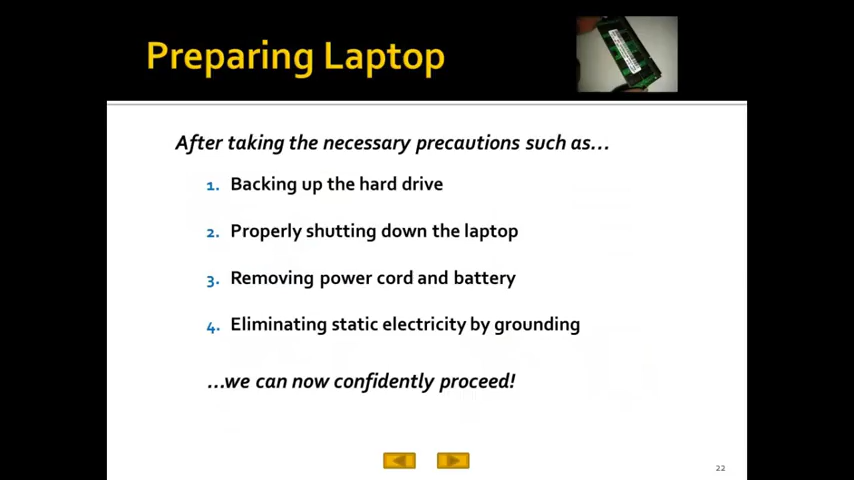 Preparing Laptop
After taking the necessary precautions such as…
1. Backing up the hard drive
2. Properly shutting down the laptop
3. Removing power cord and battery
4. Eliminating static electricity by grounding
…we can now confidently proceed!
22